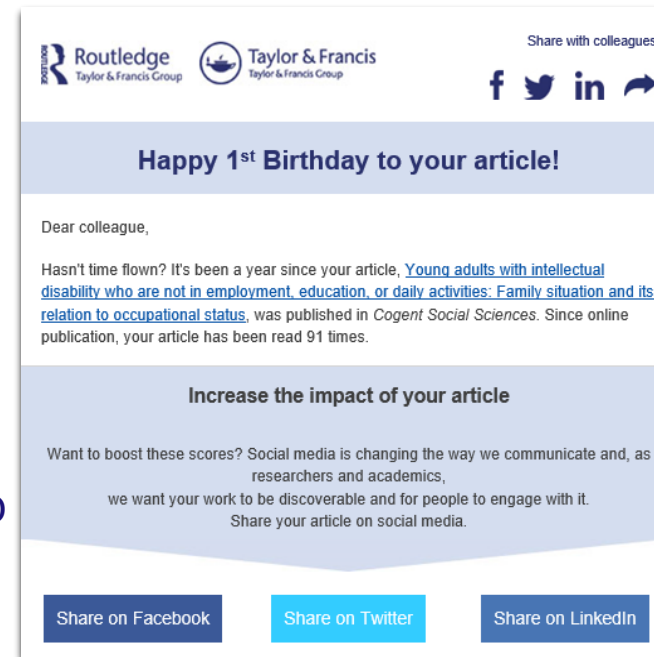 Share with colleagues
ROUTLEDGE
Routledge
Taylor & Francis Group
Taylor & Francis
Taylor & Francis Group
Happy 1st Birthday to your article!
Dear colleague,
Hasn't time flown? It's been a year since your article, Young adults with intellectual
disability who are not in employment, education, or daily activities: Family situation and its
relation to occupational status, was published in Cogent Social Sciences. Since online
publication, your article has been read 91 times.
Increase the impact of your article
Want to boost these scores? Social media is changing the way we communicate and, as
researchers and academics,
we want your work to be discoverable and for people to engage with it.
Share your article on social media.
Share on Facebook
Share on Twitter
Share on LinkedIn